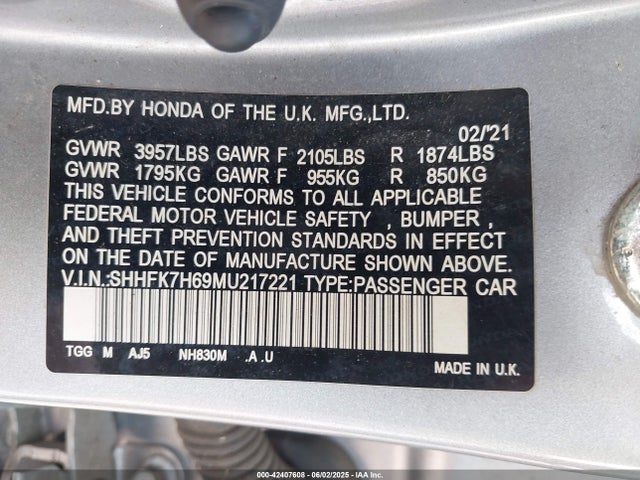 MFD.BY HONDA OF THE U.K. MFG.,LTD.
02/'21
GVWR 3957LBS GAWR F 2105LBS R 1874LBS
GVWR 1795KG GAWR F 955KG R 850KG
THIS VEHICLE CONFORMS TO ALL APPLICABLE
FEDERAL MOTOR VEHICLE SAFETY , BUMPER ,
AND THEFT PREVENTION STANDARDS IN EFFECT
ON THE DATE OF MANUFACTURE SHOWN ABOVE.
V.I.N.:SHHFK7H69MU217221 TYPE:PASSENGER CAR
TGG M AJ5 NH830M .A .U
MADE IN U.K.
00-42407608 - 06/02/2025 - IAA Inc.